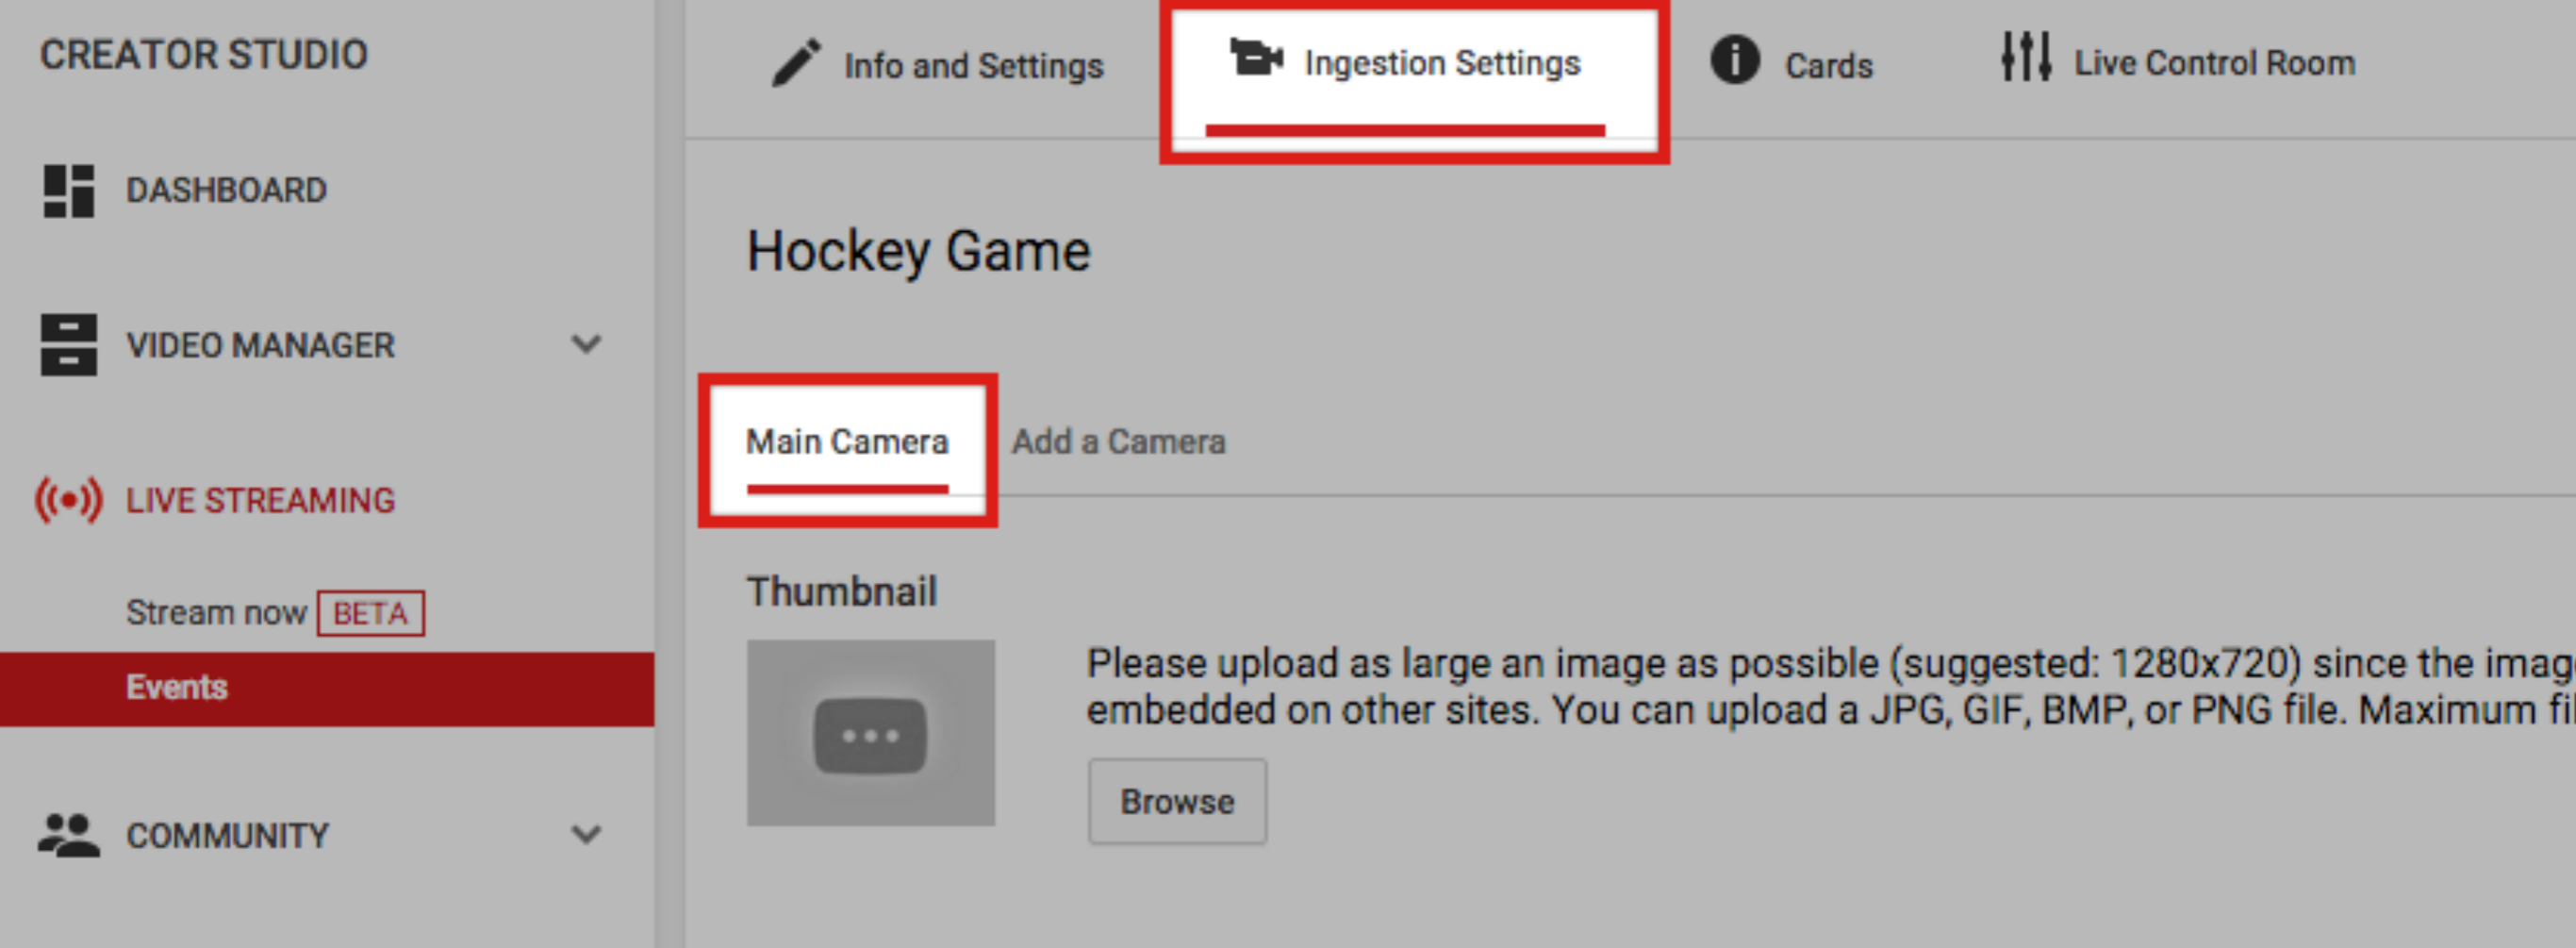 CREATOR STUDIO
DASHBOARD
VIDEO MANAGER
LIVE STREAMING
Stream now BETA
Events
COMMUNITY
Info and Settings
Ingestion Settings
Cards
Live Control Room
Hockey Game
Main Camera
Add a Camera
Thumbnail
Please upload as large an image as possible (suggested: 1280x720) since the
embedded on other sites. You can upload a JPG, GIF, BMP, or PNG file. Maximum
Browse